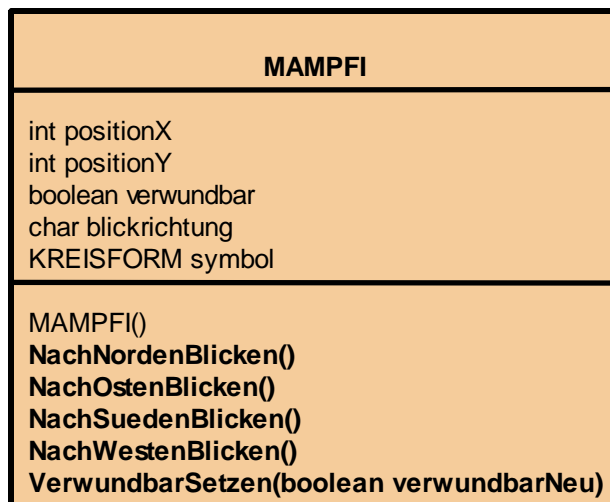 MAMPFI
int positionX
int positionY
boolean verwundbar
char blickrichtung
KREISFORM symbol
MAMPFI()
NachNordenBlicken()
NachOstenBlicken()
NachSuedenBlicken()
NachWestenBlicken()
VerwundbarSetzen(boolean verwundbarNeu)